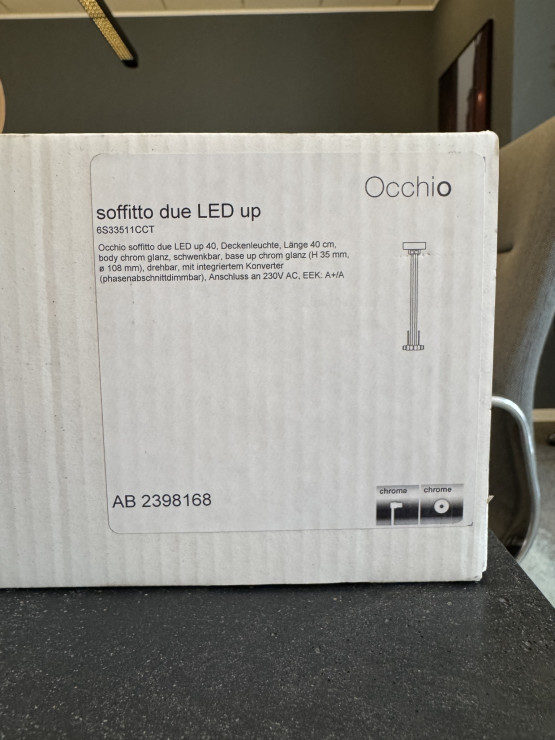 Occhio
soffitto due LED up
6S33511CCT
Occhio soffitto due LED up 40, Deckenleuchte, Länge 40 cm,
body chrom glanz, schwenkbar, base up chrom glanz (H 35 mm,
ø 108 mm), drehbar, mit integriertem Konverter
(phasenabschnittdimmbar), Anschluss an 230V AC, EEK: A+/A
AB 2398168
chrome
chrome